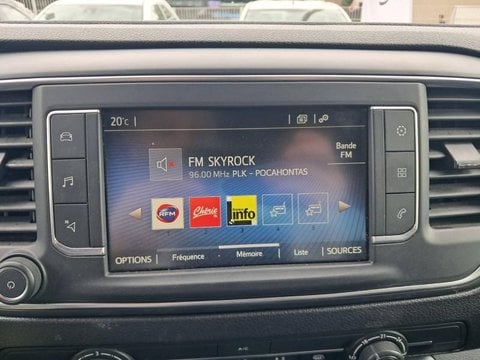 20°C
FM SKYROCK
Bande
FM
96.00 MHz PLK - POCAHONTAS
RFM
Chérie
info
OPTIONS
Fréquence
Mémoire
Liste
SOURCES